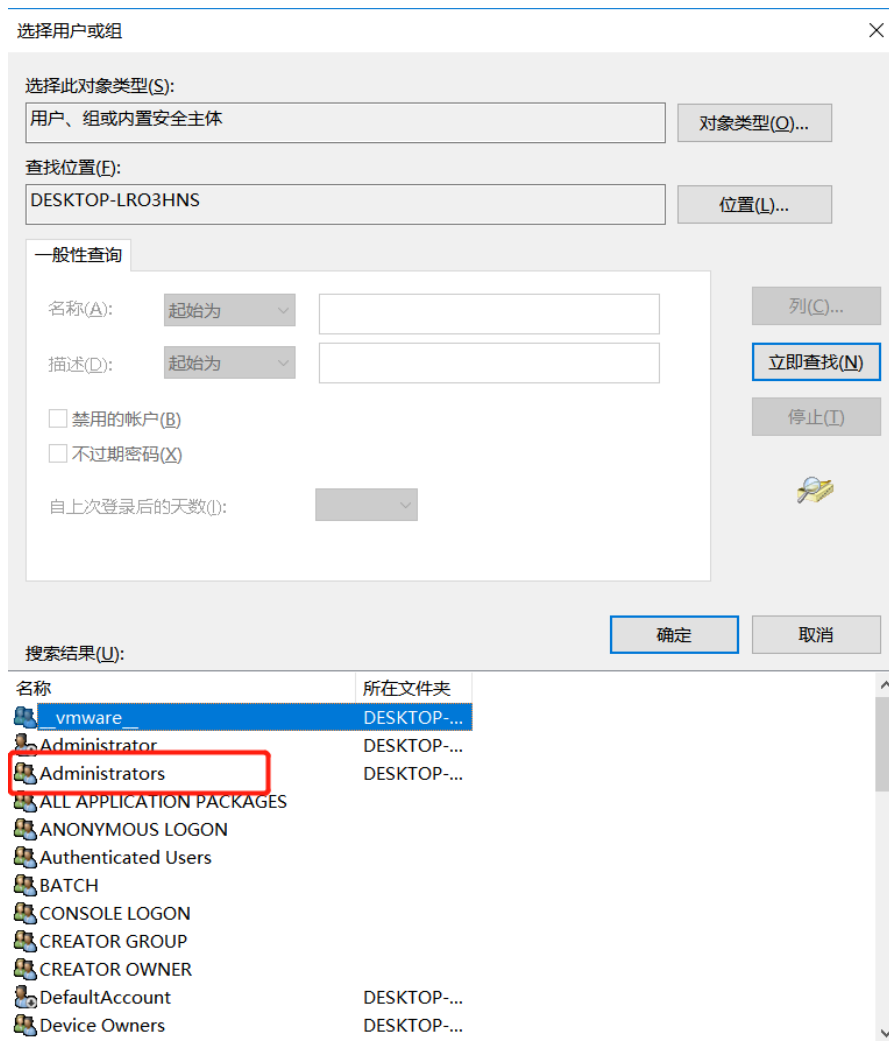 选择用户或组
选择此对象类型(S):
用户、组或内置安全主体
对象类型(O)...
查找位置(F):
DESKTOP-LRO3HNS
位置(L)...
一般性查询
名称(A):
起始为
列(C)...
描述(D):
起始为
立即查找(N)
禁用的帐户(B)
停止(T)
不过期密码(X)
自上次登录后的天数(I):
确定
取消
搜索结果(U):
名称 所在文件夹
__vmware__ DESKTOP-...
Administrator DESKTOP-...
Administrators DESKTOP-...
ALL APPLICATION PACKAGES
ANONYMOUS LOGON
Authenticated Users
BATCH
CONSOLE LOGON
CREATOR GROUP
CREATOR OWNER
DefaultAccount DESKTOP-...
Device Owners DESKTOP-...